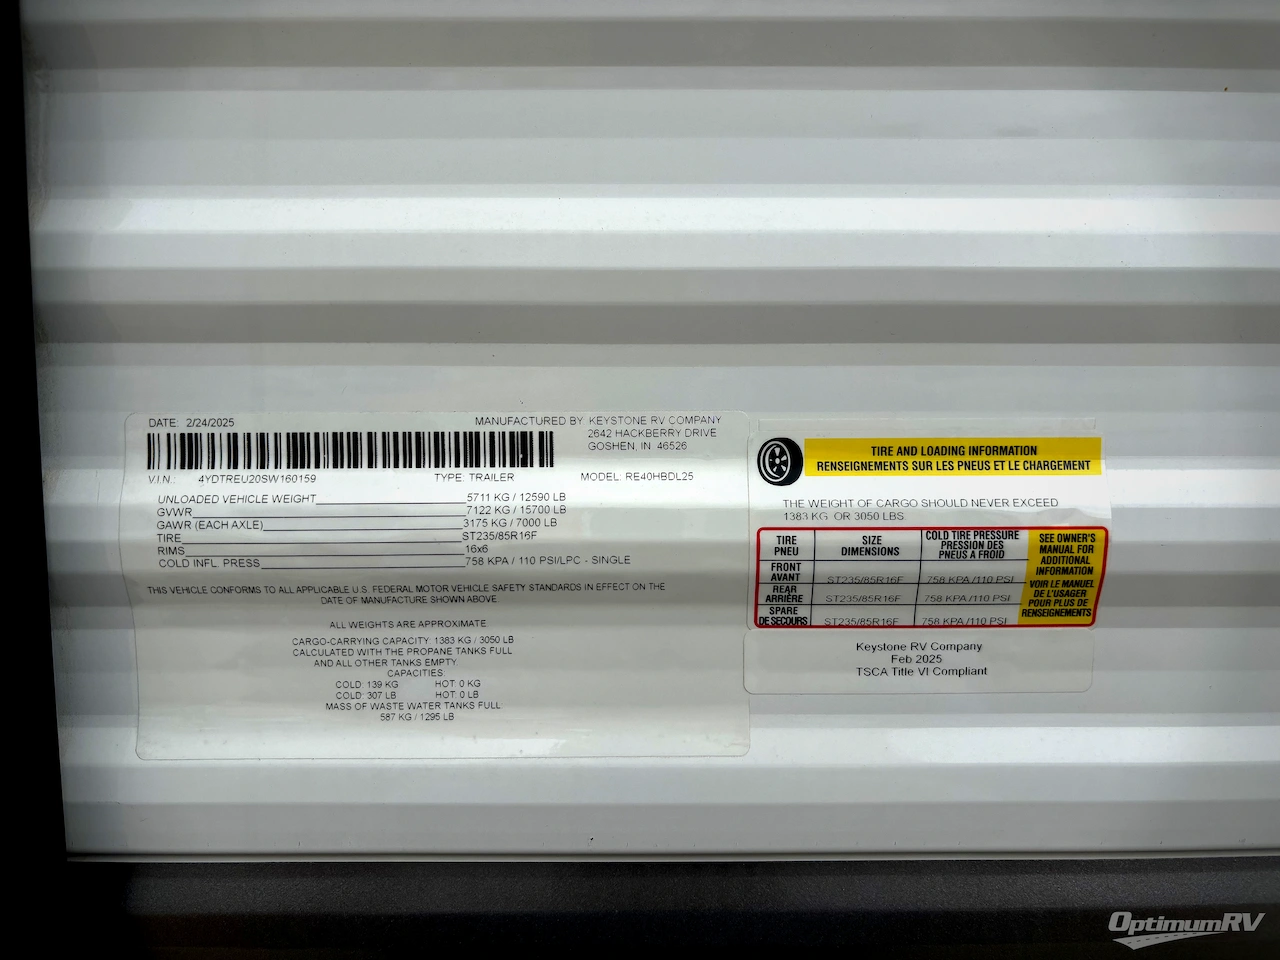 DATE: 2/24/2025
MANUFACTURED BY KEYSTONE RV COMPANY
2642 HACKBERRY DRIVE
GOSHEN, IN 46526
V.I.N.: 4YDTREU20SW160159 TYPE: TRAILER MODEL: RE40HBDL25
UNLOADED VEHICLE WEIGHT 5711 KG / 12590 LB
GVWR 7122 KG / 15700 LB
GAWR (EACH AXLE) 3175 KG / 7000 LB
TIRE ST235/85R16F
RIMS 16x6
COLD INFL. PRESS 758 KPA / 110 PSI/LPC - SINGLE
THIS VEHICLE CONFORMS TO ALL APPLICABLE U.S. FEDERAL MOTOR VEHICLE SAFETY STANDARDS IN EFFECT ON THE
DATE OF MANUFACTURE SHOWN ABOVE.
ALL WEIGHTS ARE APPROXIMATE
CARGO-CARRYING CAPACITY: 1383 KG / 3050 LB
CALCULATED WITH THE PROPANE TANKS FULL
AND ALL OTHER TANKS EMPTY.
CAPACITIES:
COLD: 139 KG HOT: 0 KG
COLD: 307 LB HOT: 0 LB
MASS OF WASTE WATER TANKS FULL
587 KG / 1295 LB
TIRE AND LOADING INFORMATION
RENSEIGNEMENTS SUR LES PNEUS ET LE CHARGEMENT
THE WEIGHT OF CARGO SHOULD NEVER EXCEED
1383 KG OR 3050 LBS
TIRE
PNEU
SIZE
DIMENSIONS
COLD TIRE PRESSURE
PRESSION DES
PNEUS A FROID
FRONT
AVANT
ST235/85R16F 758 KPA /110 PSI
REAR
ARRIÈRE
ST235/85R16F 758 KPA /110 PSI
SPARE
DE SECOURS
ST235/85R16F 758 KPA /110 PSI
SEE OWNER'S
MANUAL FOR
ADDITIONAL
INFORMATION
VOIR LE MANUEL
DE L'USAGER
POUR PLUS DE
RENSEIGNEMENTS
Keystone RV Company
Feb 2025
TSCA Title VI Compliant
OptimumRV